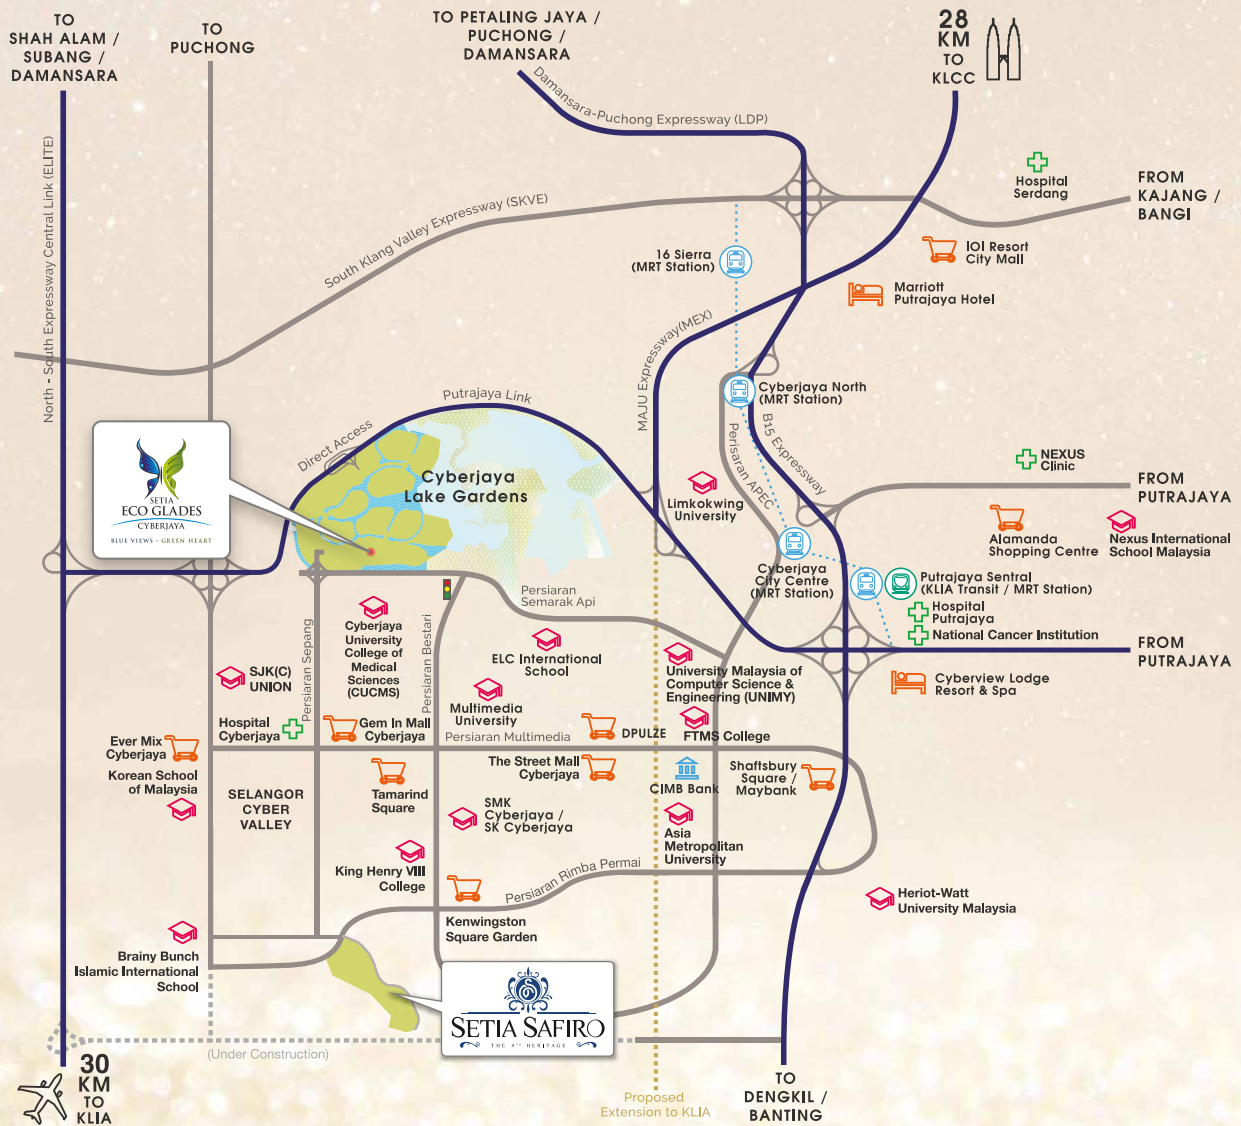 TO
SHAH ALAM /
SUBANG /
DAMANSARA
TO
PUCHONG
TO PETALING JAYA /
PUCHONG /
DAMANSARA
28
KM
TO
KLCC
Damansara-Puchong Expressway (LDP)
North - South Expressway Central Link (ELITE)
South Klang Valley Expressway (SKVE)
Hospital
Serdang
FROM
KAJANG /
BANGI
16 Sierra
(MRT Station)
IOI Resort
City Mall
Marriott
Putrajaya Hotel
MAJU Expressway(MEX)
Putrajaya Link
Direct Access
Cyberjaya North
(MRT Station)
Perisaran APEC
B15 Expressway
SETIA
ECO GLADES
CYBERJAYA
BLUE VIEWS - GREEN HEART
Cyberjaya
Lake Gardens
Limkokwing
University
NEXUS
Clinic
FROM
PUTRAJAYA
Alamanda
Shopping Centre
Nexus International
School Malaysia
Cyberjaya
City Centre
(MRT Station)
Putrajaya Sentral
(KLIA Transit / MRT Station)
Hospital
Putrajaya
National Cancer Institution
FROM
PUTRAJAYA
Persiaran
Semarak Api
Persiaran Sepang
Cyberjaya
University
College of
Medical
Sciences
(CUCMS)
Persiaran Bestari
ELC International
School
University Malaysia of
Computer Science &
Engineering (UNIMY)
Cyberview Lodge
Resort & Spa
SJK(C)
UNION
Multimedia
University
Hospital
Cyberjaya
Gem In Mall
Cyberjaya
Persiaran Multimedia
DPULZE
FTMS College
Ever Mix
Cyberjaya
Korean School
of Malaysia
The Street Mall
Cyberjaya
CIMB Bank
Shaftsbury
Square /
Maybank
SELANGOR
CYBER
VALLEY
Tamarind
Square
SMK
Cyberjaya /
SK Cyberjaya
Asia
Metropolitan
University
King Henry VIII
College
Persiaran Rimba Permai
Heriot-Watt
University Malaysia
Kenwingston
Square Garden
Brainy Bunch
Islamic International
School
S
SETIA SAFIRO
THE 9TH HERITAGE
(Under Construction)
30
KM
TO
KLIA
Proposed
Extension to KLIA
TO
DENGKIL /
BANTING